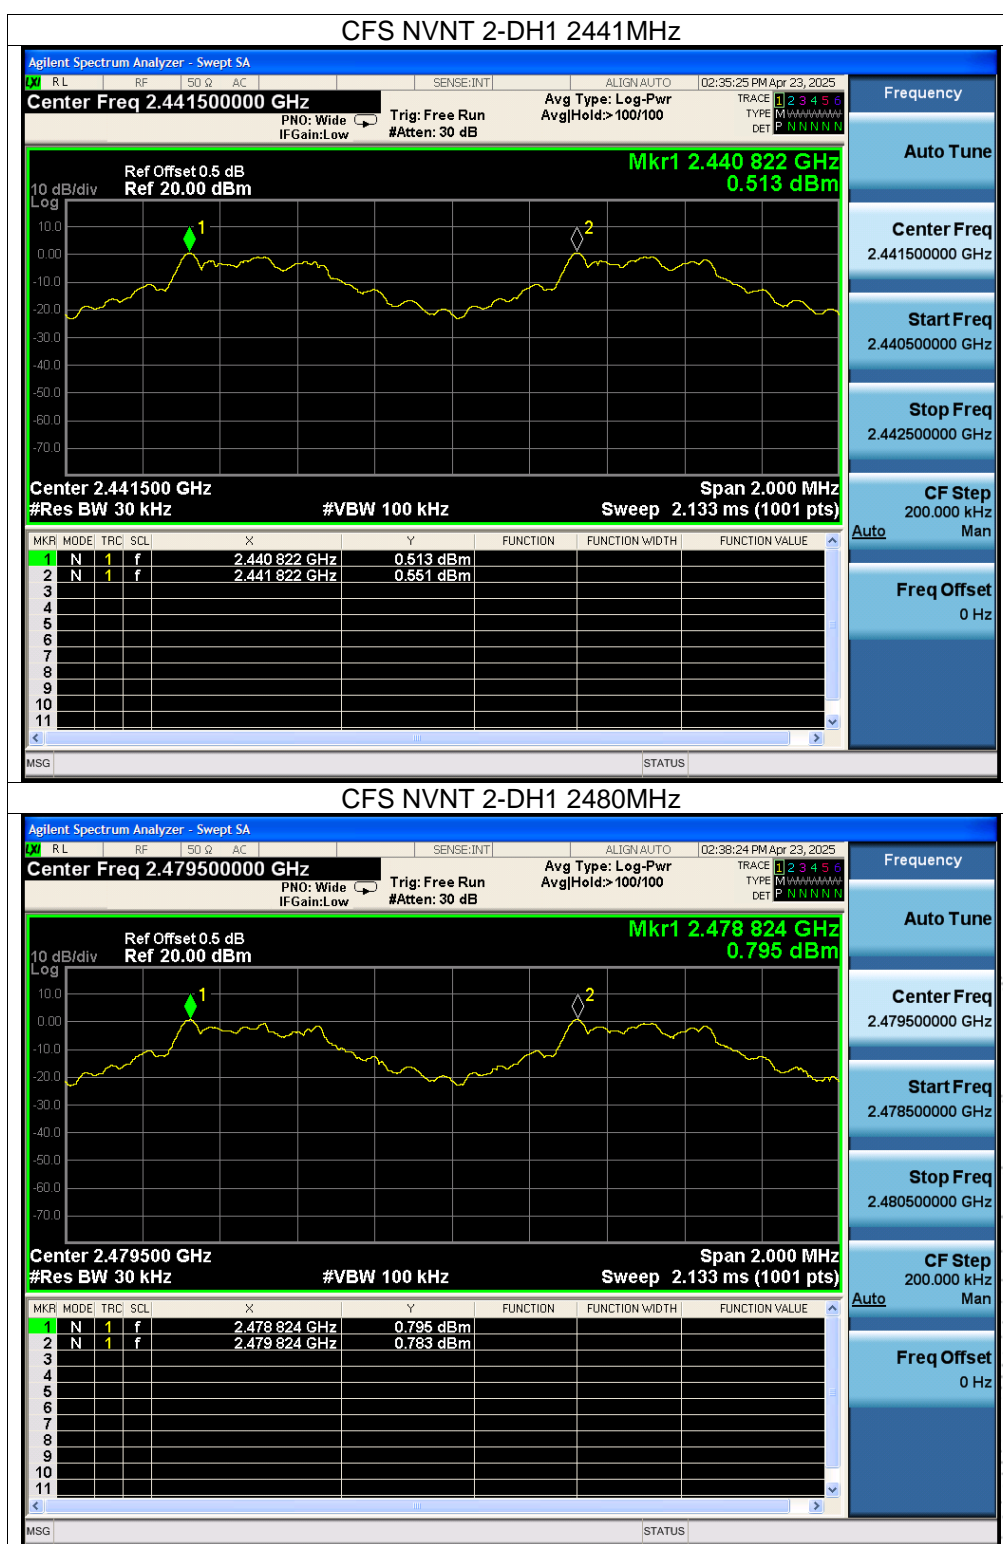 CFS NVNT 2-DH1 2441MHz
Agilent Spectrum Analyzer - Swept SA
LXI RL RF 50 Ω AC SENSE:INT ALIGN AUTO 02:35:25 PM Apr 23, 2025
Center Freq 2.441500000 GHz
PNO: Wide
IFGain:Low
Trig: Free Run
#Atten: 30 dB
Avg Type: Log-Pwr
Avg|Hold:>100/100
TRACE 1 2 3 4 5 6
TYPE M
DET P N N N N N
Mkr1 2.440 822 GHz
0.513 dBm
Ref Offset 0.5 dB
10 dB/div Ref 20.00 dBm
Log
10.0
0.00
-10.0
-20.0
-30.0
-40.0
-50.0
-60.0
-70.0
1
2
Center 2.441500 GHz Span 2.000 MHz
#Res BW 30 kHz #VBW 100 kHz Sweep 2.133 ms (1001 pts)
MKR MODE TRC SCL X Y FUNCTION FUNCTION WIDTH FUNCTION VALUE
1 N 1 f 2.440 822 GHz 0.513 dBm
2 N 1 f 2.441 822 GHz 0.551 dBm
3
4
5
6
7
8
9
10
11
MSG STATUS
Frequency
Auto Tune
Center Freq
2.441500000 GHz
Start Freq
2.440500000 GHz
Stop Freq
2.442500000 GHz
CF Step
200.000 kHz
Auto Man
Freq Offset
0 Hz
CFS NVNT 2-DH1 2480MHz
Agilent Spectrum Analyzer - Swept SA
LXI RL RF 50 Ω AC SENSE:INT ALIGN AUTO 02:38:24 PM Apr 23, 2025
Center Freq 2.479500000 GHz
PNO: Wide
IFGain:Low
Trig: Free Run
#Atten: 30 dB
Avg Type: Log-Pwr
Avg|Hold:>100/100
TRACE 1 2 3 4 5 6
TYPE M
DET P N N N N N
Mkr1 2.478 824 GHz
0.795 dBm
Ref Offset 0.5 dB
10 dB/div Ref 20.00 dBm
Log
10.0
0.00
-10.0
-20.0
-30.0
-40.0
-50.0
-60.0
-70.0
1
2
Center 2.479500 GHz Span 2.000 MHz
#Res BW 30 kHz #VBW 100 kHz Sweep 2.133 ms (1001 pts)
MKR MODE TRC SCL X Y FUNCTION FUNCTION WIDTH FUNCTION VALUE
1 N 1 f 2.478 824 GHz 0.795 dBm
2 N 1 f 2.479 824 GHz 0.783 dBm
3
4
5
6
7
8
9
10
11
MSG STATUS
Frequency
Auto Tune
Center Freq
2.479500000 GHz
Start Freq
2.478500000 GHz
Stop Freq
2.480500000 GHz
CF Step
200.000 kHz
Auto Man
Freq Offset
0 Hz